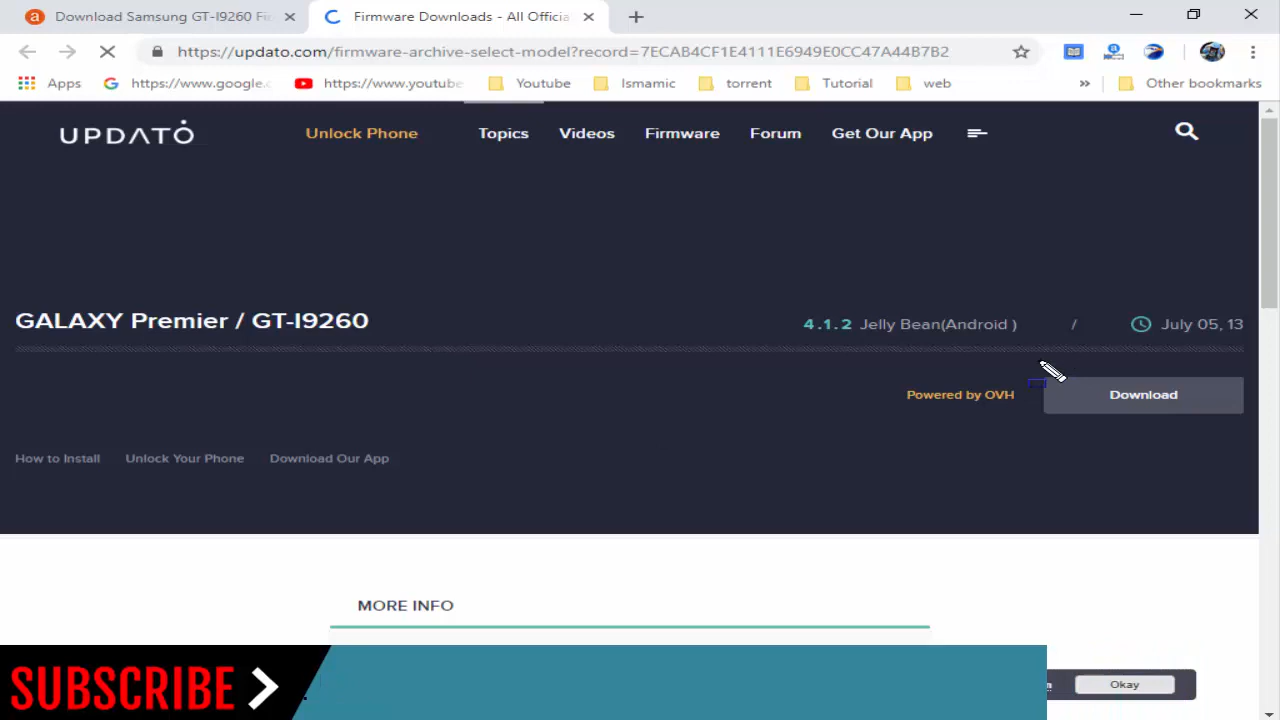 Download Samsung GT-I9260 Fi
Firmware Downloads - All Officia
https://updato.com/firmware-archive-select-model?record=7ECAB4CF1E4111E6949E0CC47A44B7B2
Apps
https://www.google.c
https://www.youtube
Youtube
Ismamic
torrent
Tutorial
web
»
Other bookmarks
UPDATO
Unlock Phone
Topics
Videos
Firmware
Forum
Get Our App
GALAXY Premier / GT-I9260
4.1.2 Jelly Bean(Android ) / July 05, 13
Powered by OVH
Download
How to Install
Unlock Your Phone
Download Our App
MORE INFO
SUBSCRIBE
Okay